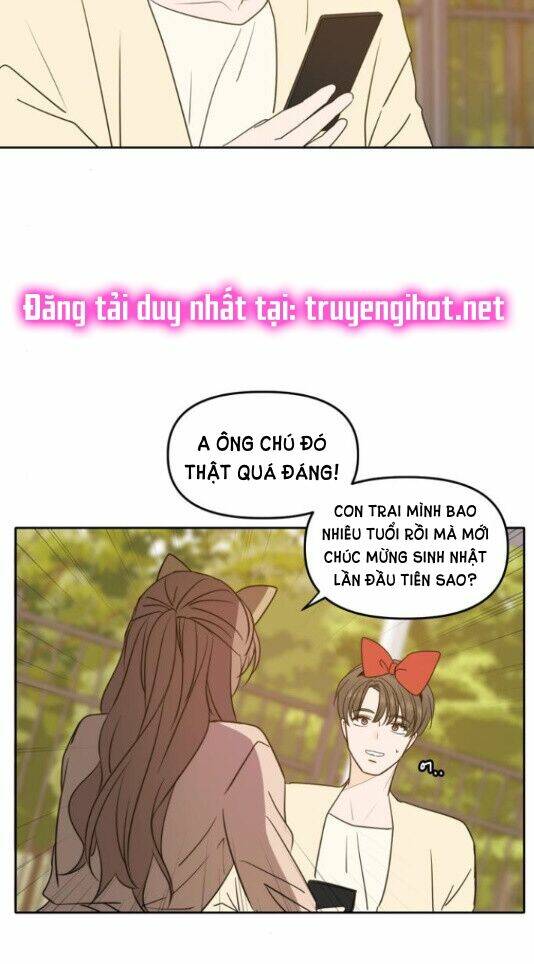 Đăng tải duy nhất tại: truyengihot.net
A ÔNG CHÚ ĐÓ
THẬT QUÁ ĐÁNG!
CON TRAI MÌNH BAO
NHIÊU TUỔI RỒI MÀ MỚI
CHÚC MỪNG SINH NHẬT
LẦN ĐẦU TIÊN SAO?